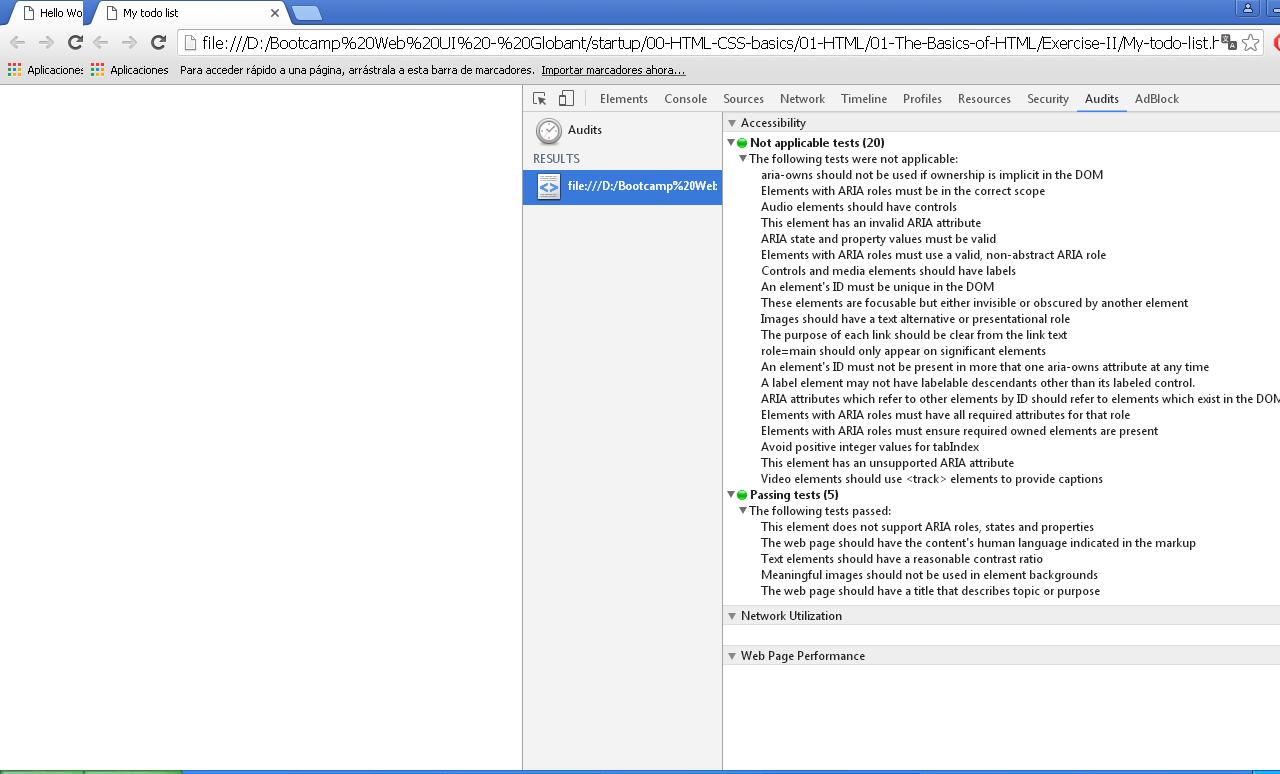 Hello Wo
My todo list
file:///D:/Bootcamp%20Web%20UI%20-%20Globant/startup/00-HTML-CSS-basics/01-HTML/01-The-Basics-of-HTML/Exercise-II/My-todo-list.h
Aplicacione: Aplicaciones Para acceder rápido a una página, arrástrala a esta barra de marcadores. Importar marcadores ahora...
Elements Console Sources Network Timeline Profiles Resources Security Audits AdBlock
Audits
RESULTS
file:///D:/Bootcamp%20Web
Accessibility
Not applicable tests (20)
The following tests were not applicable:
aria-owns should not be used if ownership is implicit in the DOM
Elements with ARIA roles must be in the correct scope
Audio elements should have controls
This element has an invalid ARIA attribute
ARIA state and property values must be valid
Elements with ARIA roles must use a valid, non-abstract ARIA role
Controls and media elements should have labels
An element's ID must be unique in the DOM
These elements are focusable but either invisible or obscured by another element
Images should have a text alternative or presentational role
The purpose of each link should be clear from the link text
role=main should only appear on significant elements
An element's ID must not be present in more that one aria-owns attribute at any time
A label element may not have labelable descendants other than its labeled control.
ARIA attributes which refer to other elements by ID should refer to elements which exist in the DOM
Elements with ARIA roles must have all required attributes for that role
Elements with ARIA roles must ensure required owned elements are present
Avoid positive integer values for tabIndex
This element has an unsupported ARIA attribute
Video elements should use <track> elements to provide captions
Passing tests (5)
The following tests passed:
This element does not support ARIA roles, states and properties
The web page should have the content's human language indicated in the markup
Text elements should have a reasonable contrast ratio
Meaningful images should not be used in element backgrounds
The web page should have a title that describes topic or purpose
Network Utilization
Web Page Performance